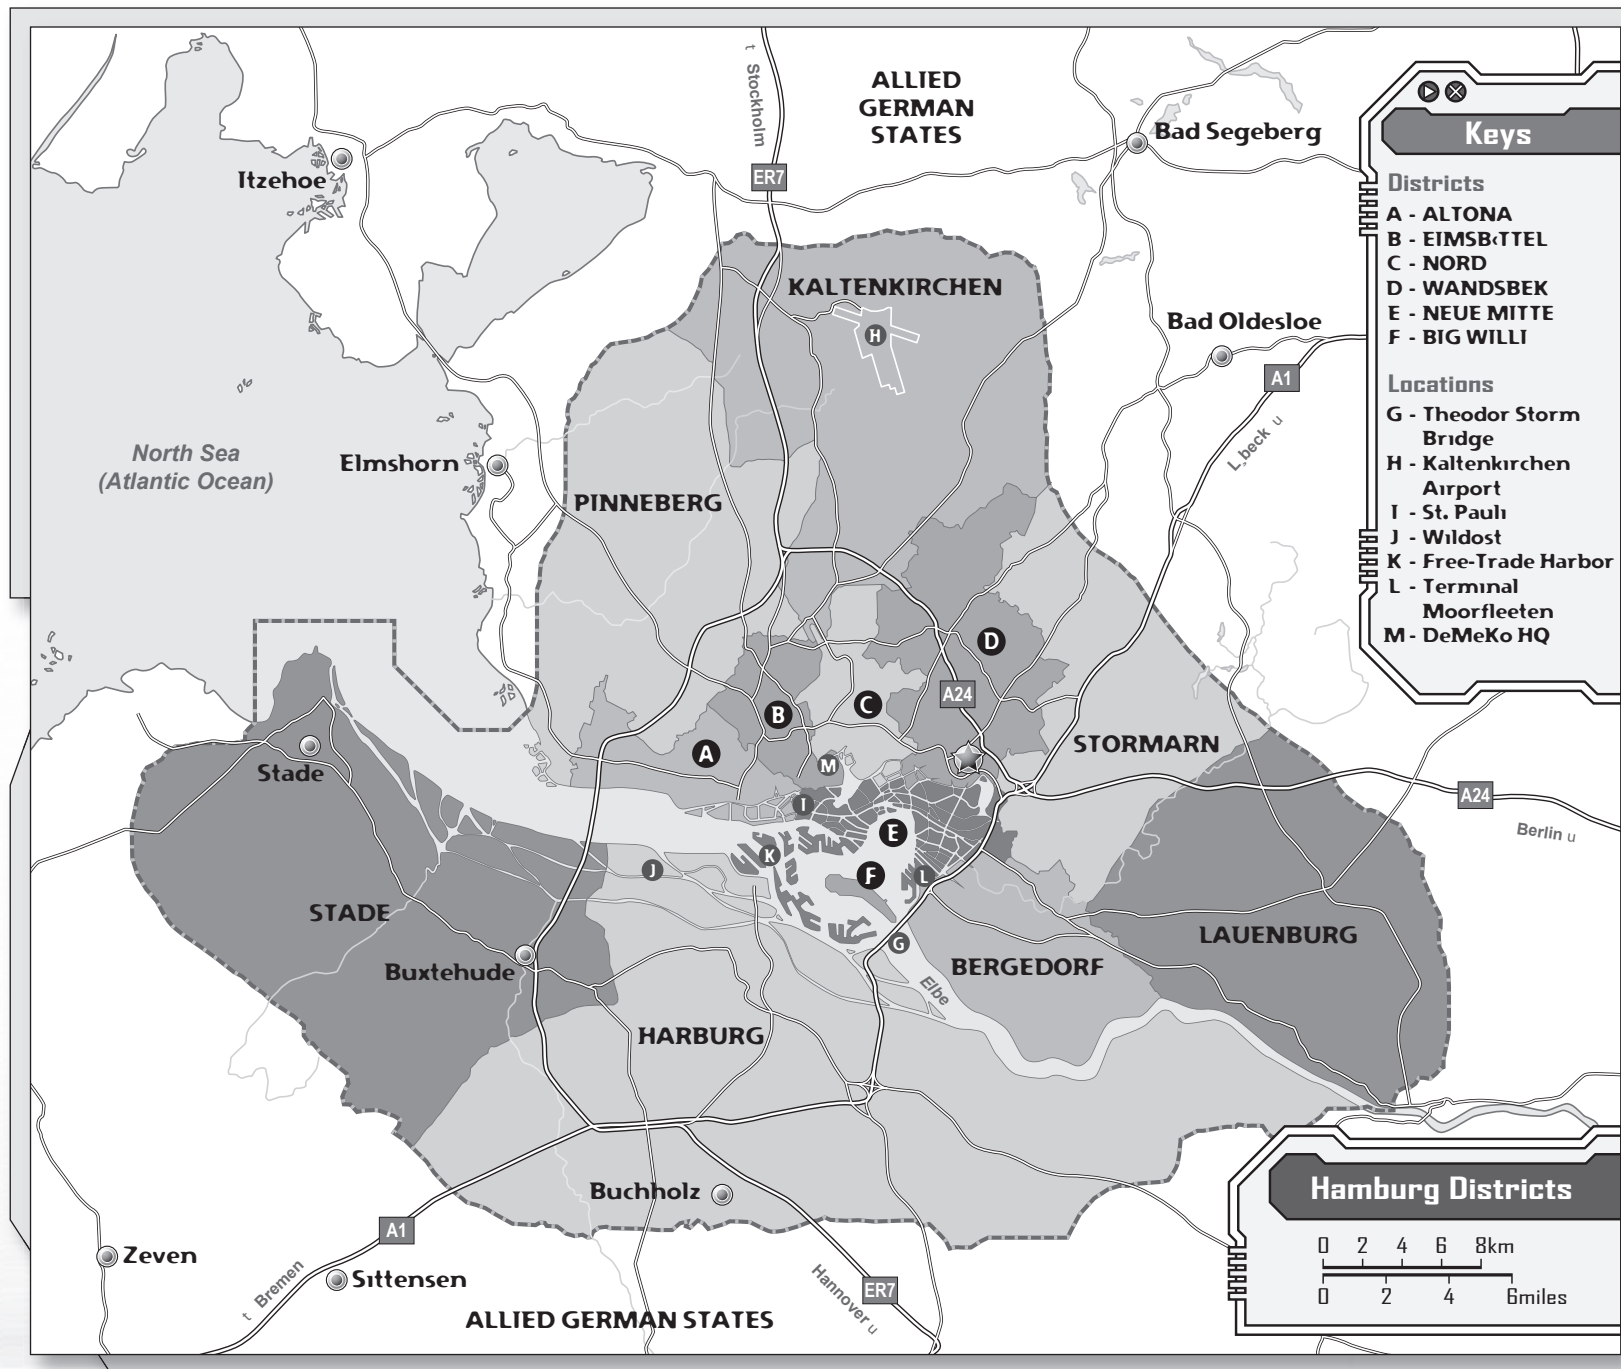 t Stockholm
ALLIED
GERMAN
STATES
ER7
Bad Segeberg
Itzehoe
KALTENKIRCHEN
H
Bad Oldesloe
A1
L‚beck u
North Sea
(Atlantic Ocean)
Elmshorn
PINNEBERG
D
A24
B
C
A
M
STORMARN
Stade
I
E
A24
Berlin u
K
J
F
L
STADE
G
LAUENBURG
Buxtehude
BERGEDORF
Elbe
HARBURG
Buchholz
A1
Zeven
Sittensen
t Bremen
Hannover u
ER7
ALLIED GERMAN STATES
Keys
Districts
A - ALTONA
B - EIMSB‹TTEL
C - NORD
D - WANDSBEK
E - NEUE MITTE
F - BIG WILLI
Locations
G - Theodor Storm
Bridge
H - Kaltenkirchen
Airport
I - St. Pauli
J - Wildost
K - Free-Trade Harbor
L - Terminal
Moorfleeten
M - DeMeKo HQ
Hamburg Districts
0 2 4 6 8km
0 2 4 6miles